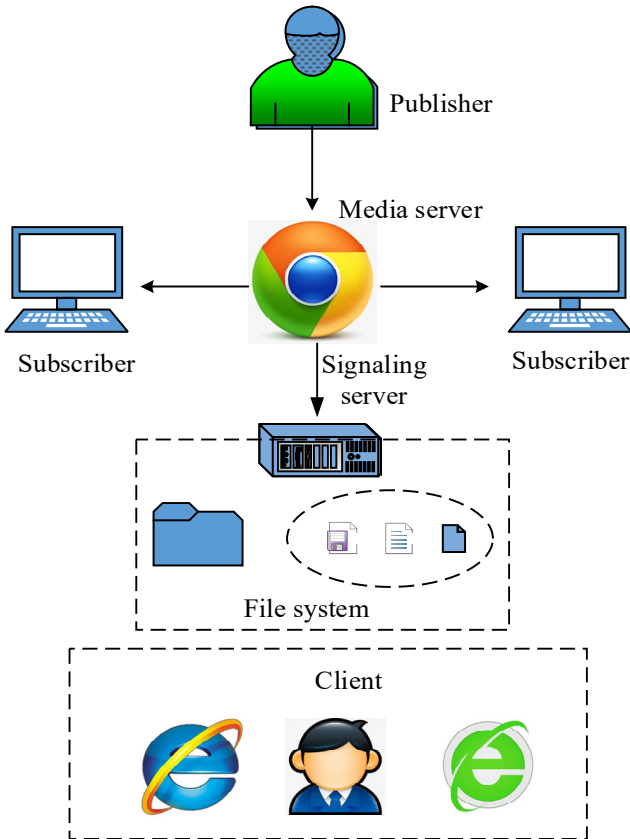 Publisher
Media server
Subscriber
Subscriber
Signaling
server
File system
Client